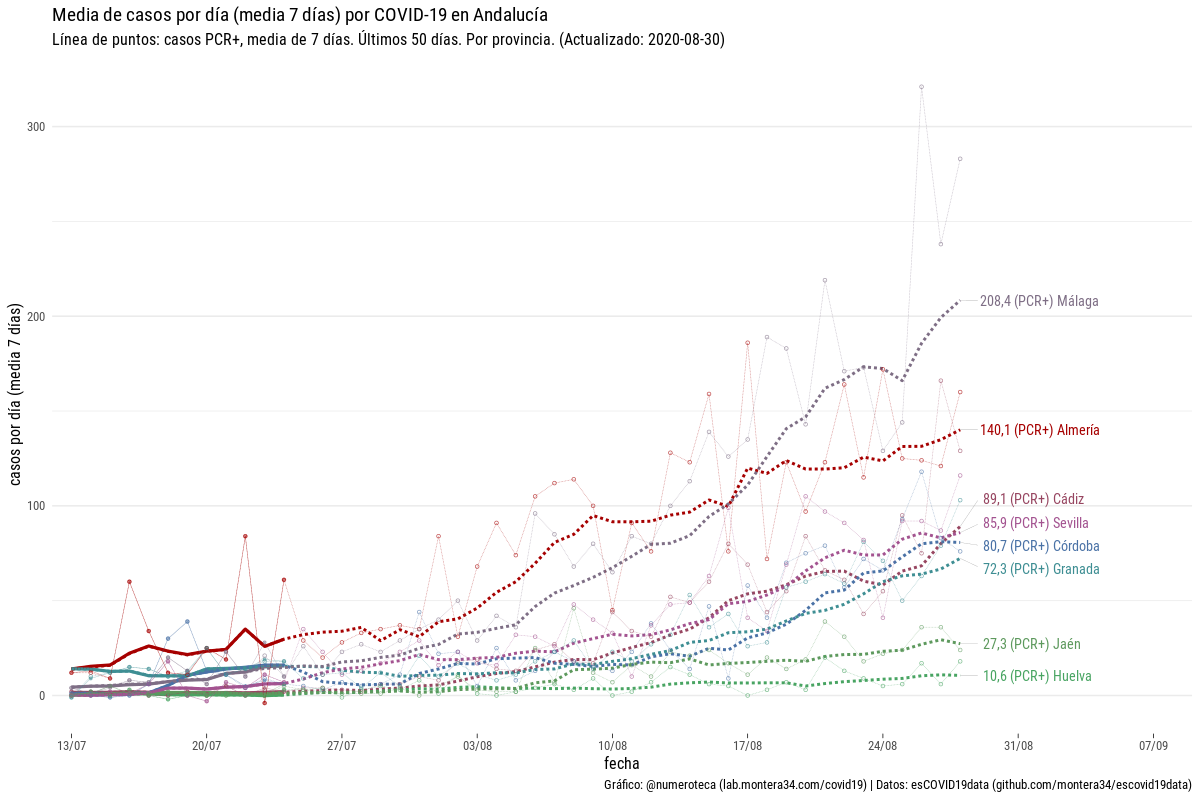 Media de casos por día (media 7 días) por COVID-19 en Andalucía
Línea de puntos: casos PCR+, media de 7 días. Últimos 50 días. Por provincia. (Actualizado: 2020-08-30)
casos por día (media 7 días)
300
200
100
0
208,4 (PCR+) Málaga
140,1 (PCR+) Almería
89,1 (PCR+) Cádiz
85,9 (PCR+) Sevilla
80,7 (PCR+) Córdoba
72,3 (PCR+) Granada
27,3 (PCR+) Jaén
10,6 (PCR+) Huelva
13/07 20/07 27/07 03/08 10/08 17/08 24/08 31/08 07/09
fecha
Gráfico: @numeroteca (lab.montera34.com/covid19) | Datos: esCOVID19data (github.com/montera34/escovid19data)